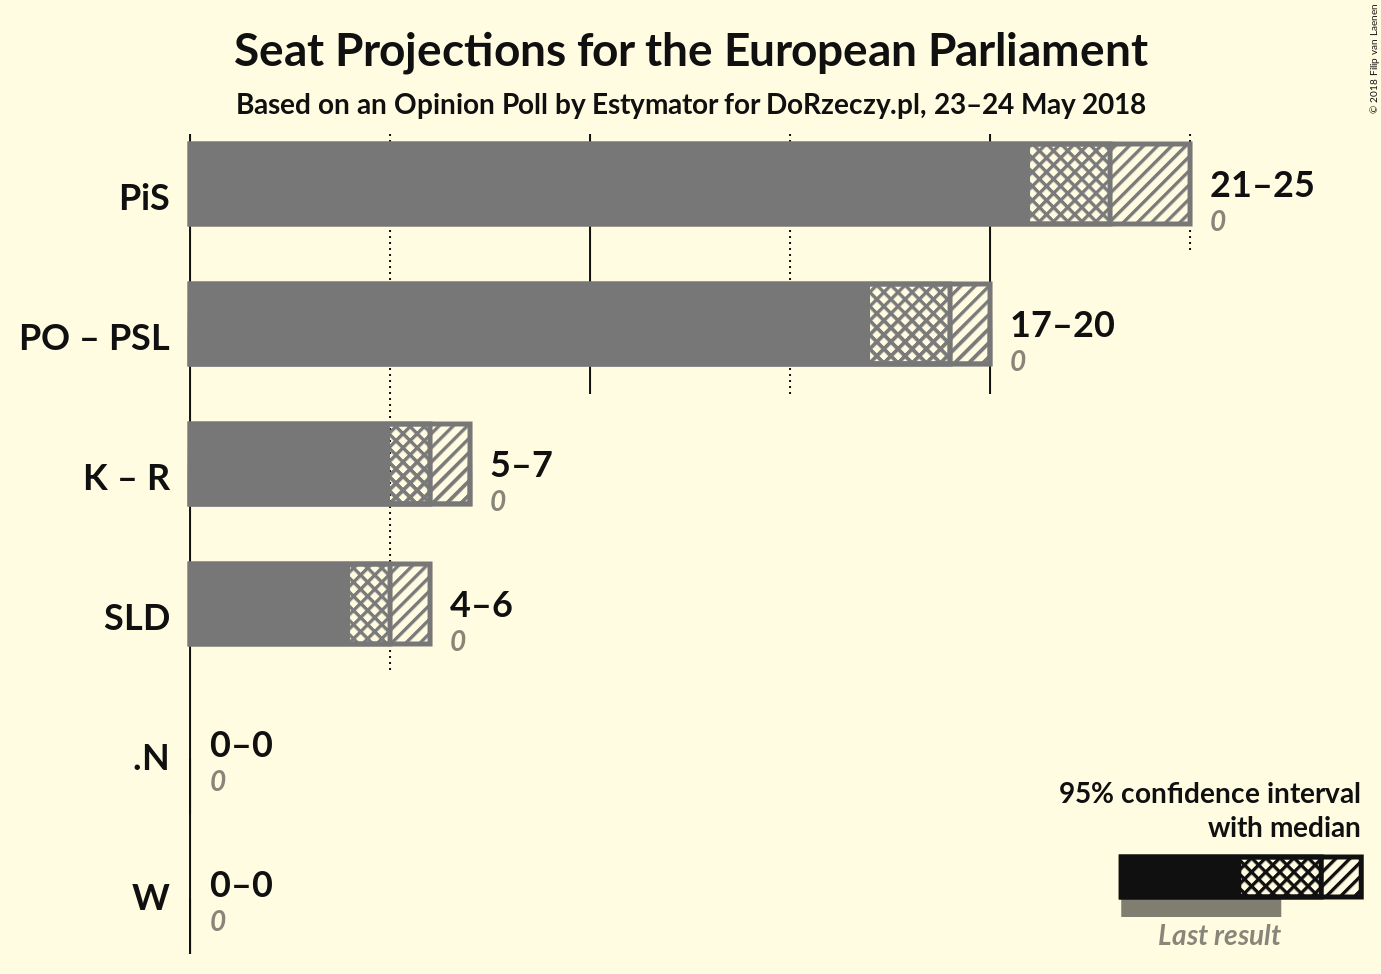 Seat Projections for the European Parliament
Based on an Opinion Poll by Estymator for DoRzeczy.pl, 23–24 May 2018
© 2018 Filip van Laenen
PiS
21–25
0
PO – PSL
17–20
0
K – R
5–7
0
SLD
4–6
0
.N
0–0
0
W
0–0
0
95% confidence interval
with median
Last result